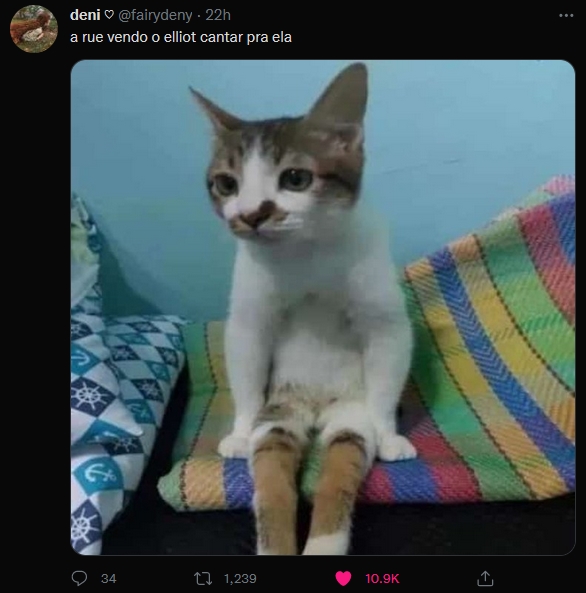 deni ♡ @fairydeny · 22h
a rue vendo o elliot cantar pra ela
34 1,239 10.9K